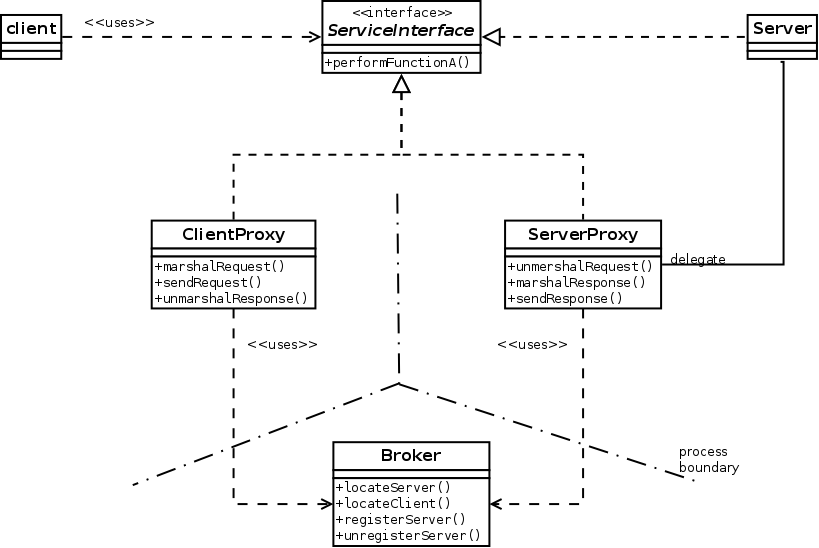 <<interface>>
client
<<uses>>
ServiceInterface
Server
+performFunctionA()
ClientProxy
+marshalRequest()
+sendRequest()
+unmarshalResponse()
ServerProxy
+unmershalRequest()
+marshalResponse()
+sendResponse()
delegate
<<uses>>
<<uses>>
process
boundary
Broker
+locateServer()
+locateClient()
+registerServer()
+unregisterServer()